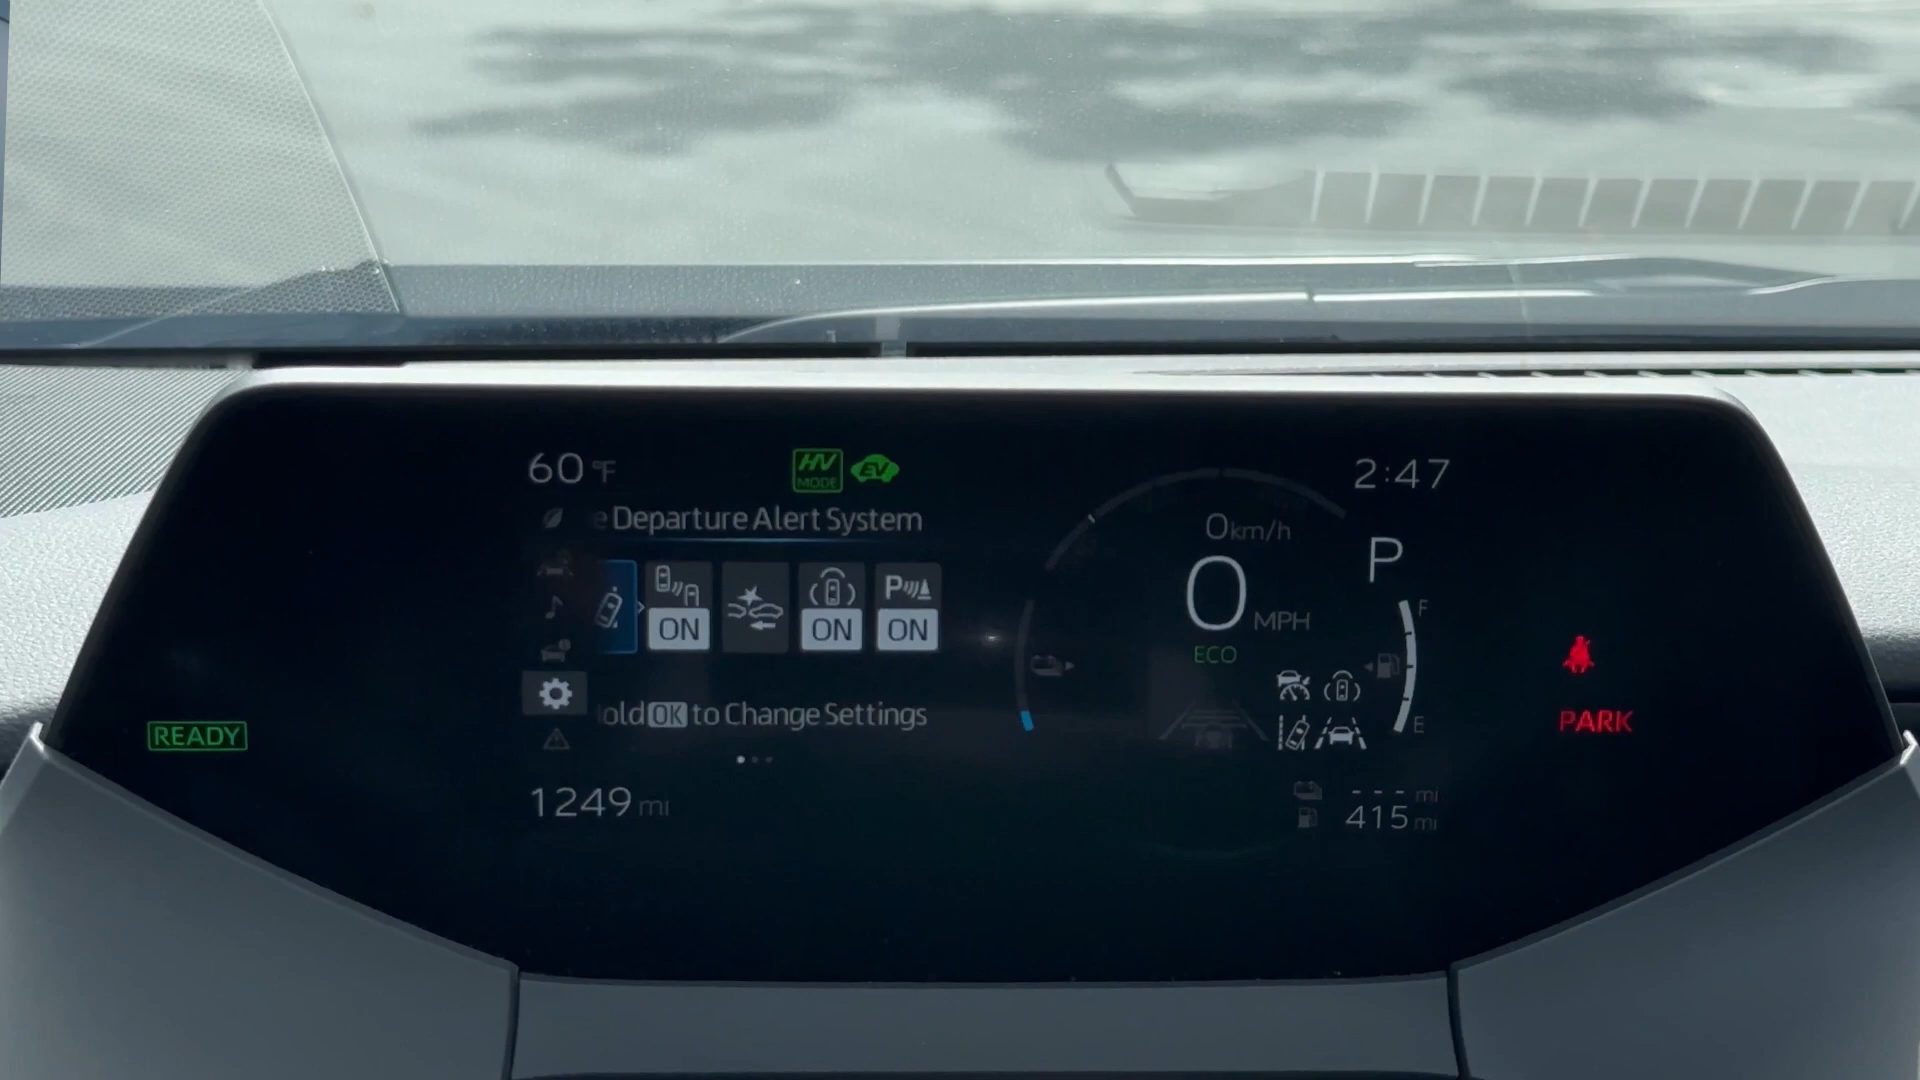 60 °F
HV
MODE
EV
2:47
e Departure Alert System
0 km/h
P
0 MPH
F
ON
ON
P
ON
ECO
old OK to Change Settings
E
READY
PARK
1249 mi
- - - mi
415 mi